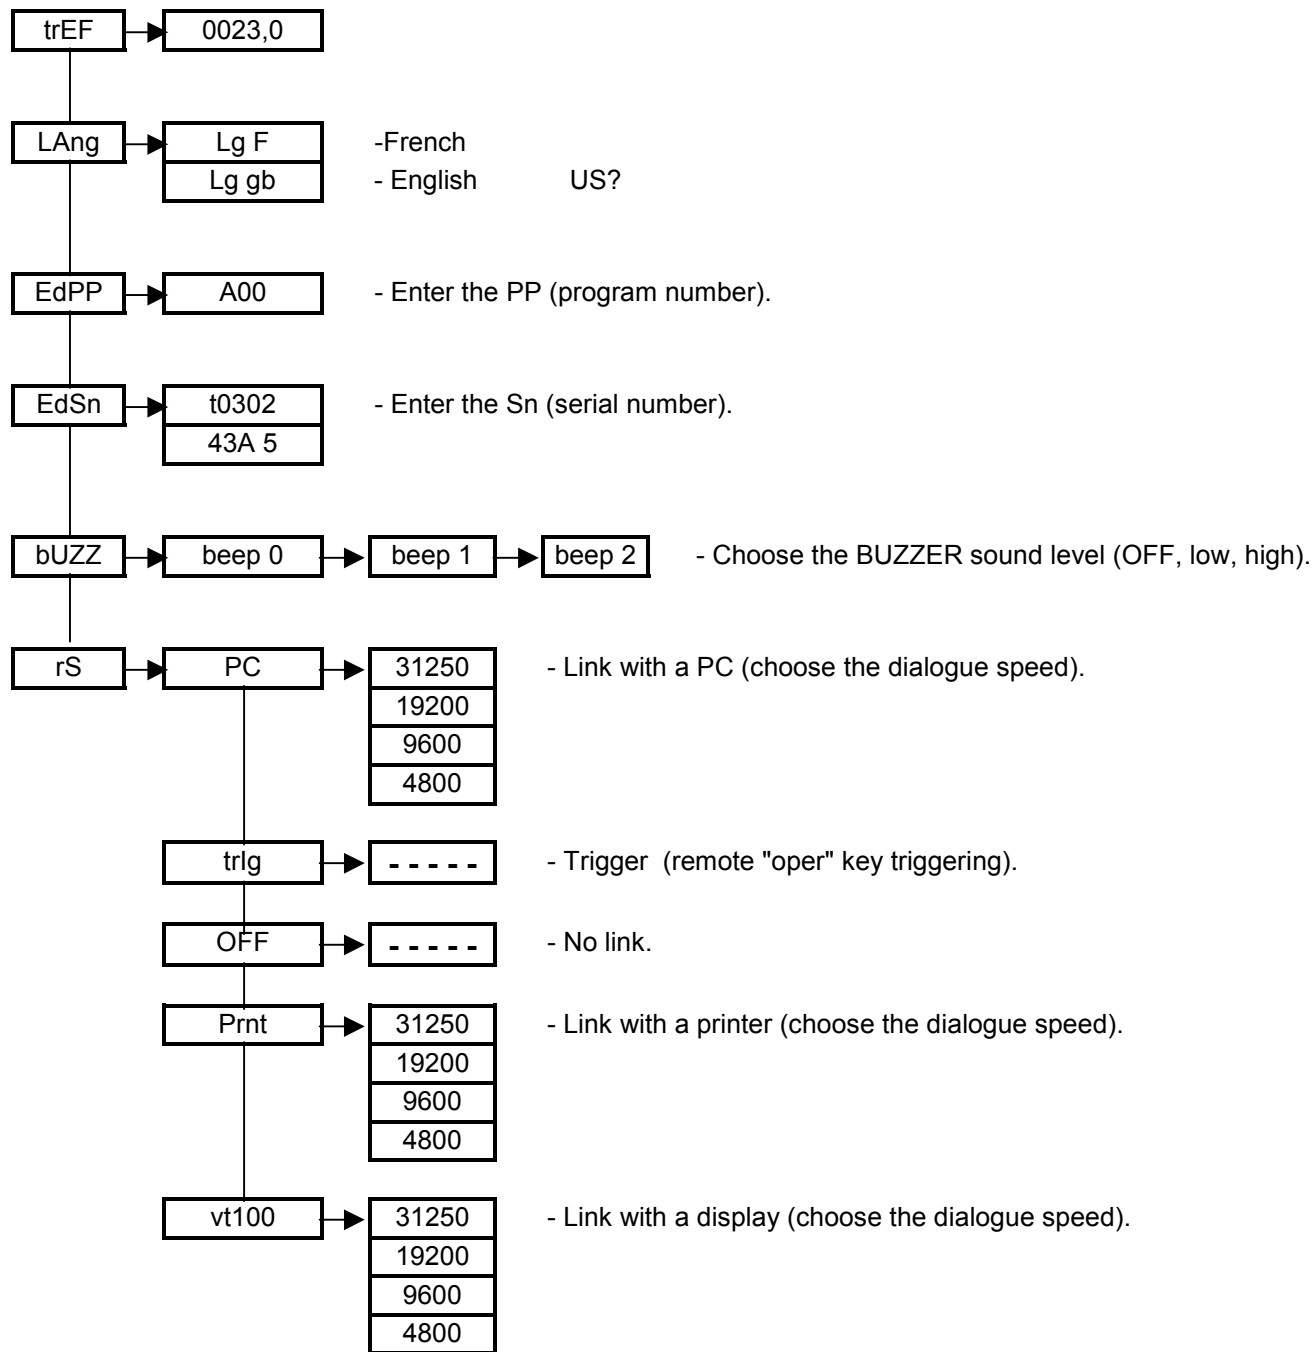 trEF 0023,0
LAng Lg F -French
Lg gb - English US?
EdPP A00 - Enter the PP (program number).
EdSn t0302 - Enter the Sn (serial number).
43A 5
bUZZ beep 0 beep 1 beep 2 - Choose the BUZZER sound level (OFF, low, high).
rS PC 31250 - Link with a PC (choose the dialogue speed).
19200
9600
4800
trIg - - - - - - Trigger (remote "oper" key triggering).
OFF - - - - - - No link.
Prnt 31250 - Link with a printer (choose the dialogue speed).
19200
9600
4800
vt100 31250 - Link with a display (choose the dialogue speed).
19200
9600
4800